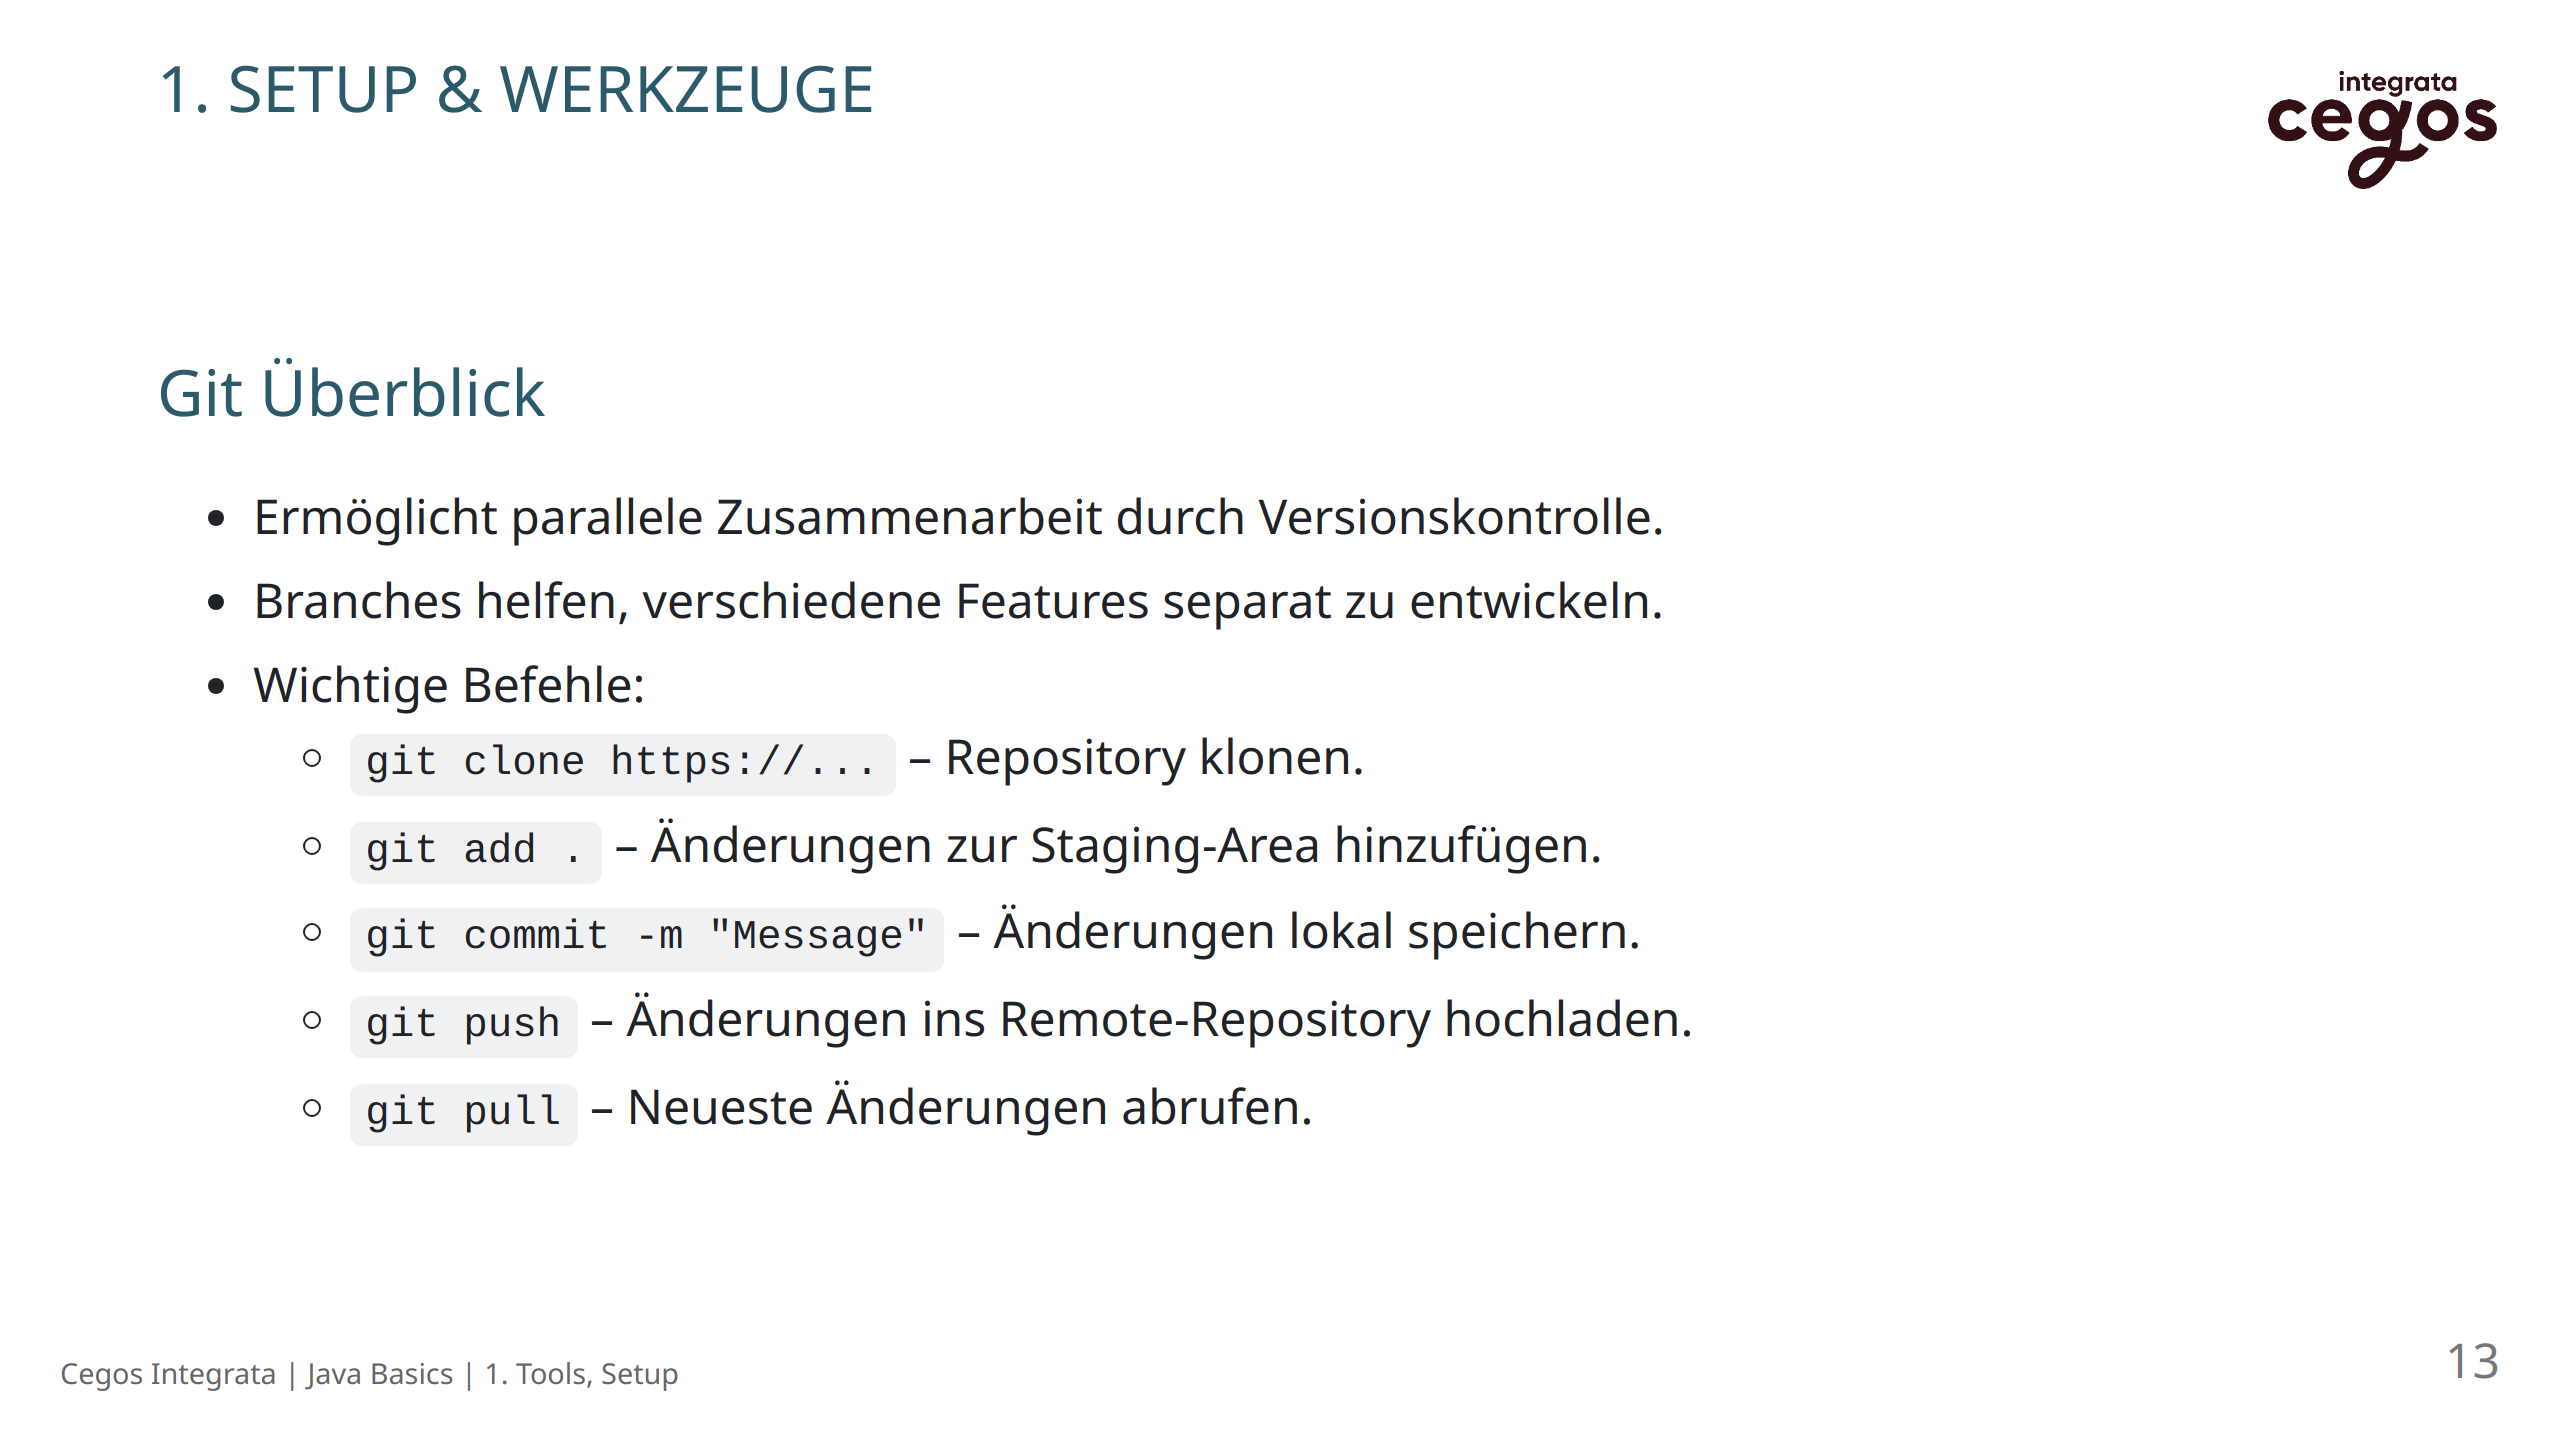 1. SETUP & WERKZEUGE
integrata
cegos
Git Überblick
Ermöglicht parallele Zusammenarbeit durch Versionskontrolle.
Branches helfen, verschiedene Features separat zu entwickeln.
Wichtige Befehle:
git clone https://... – Repository klonen.
git add . – Änderungen zur Staging-Area hinzufügen.
git commit -m "Message" – Änderungen lokal speichern.
git push – Änderungen ins Remote-Repository hochladen.
git pull – Neueste Änderungen abrufen.
Cegos Integrata | Java Basics | 1. Tools, Setup
13